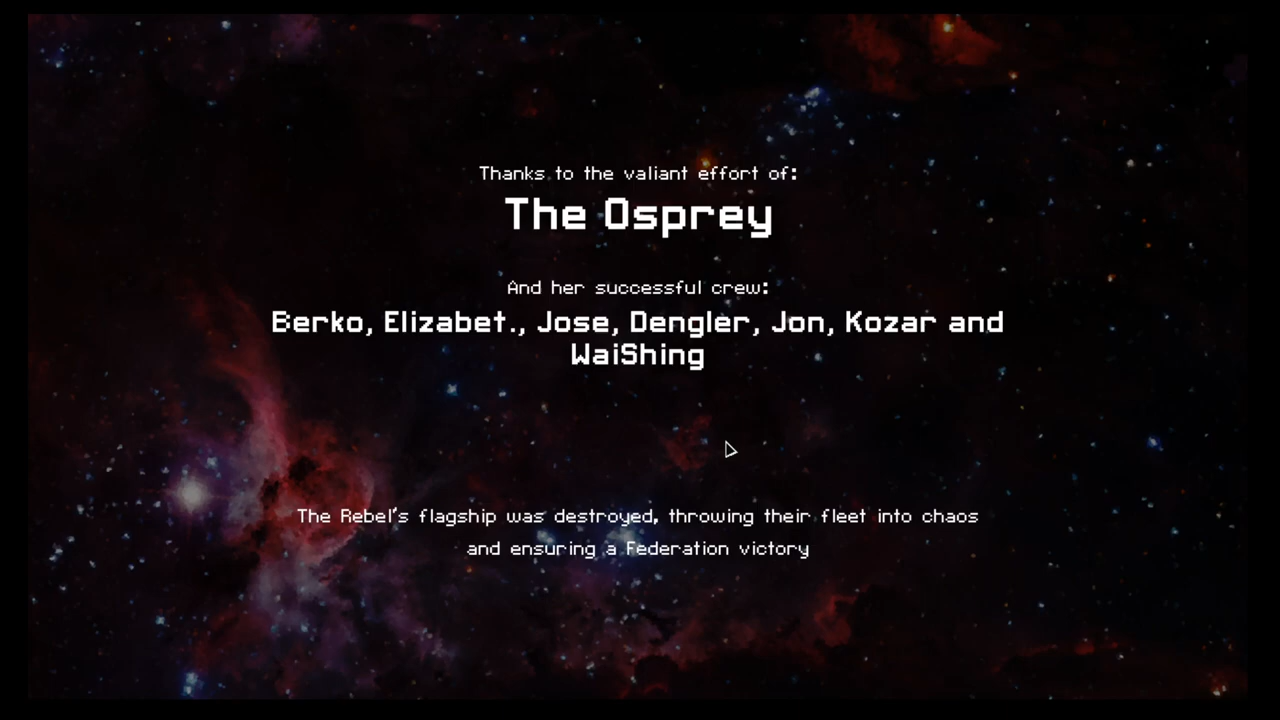 Thanks to the valiant effort of:
The Osprey
And her successful crew:
Berko, Elizabet., Jose, Dengler, Jon, Kozar and
WaiShing
The Rebel's flagship was destroyed, throwing their fleet into chaos
and ensuring a Federation victory